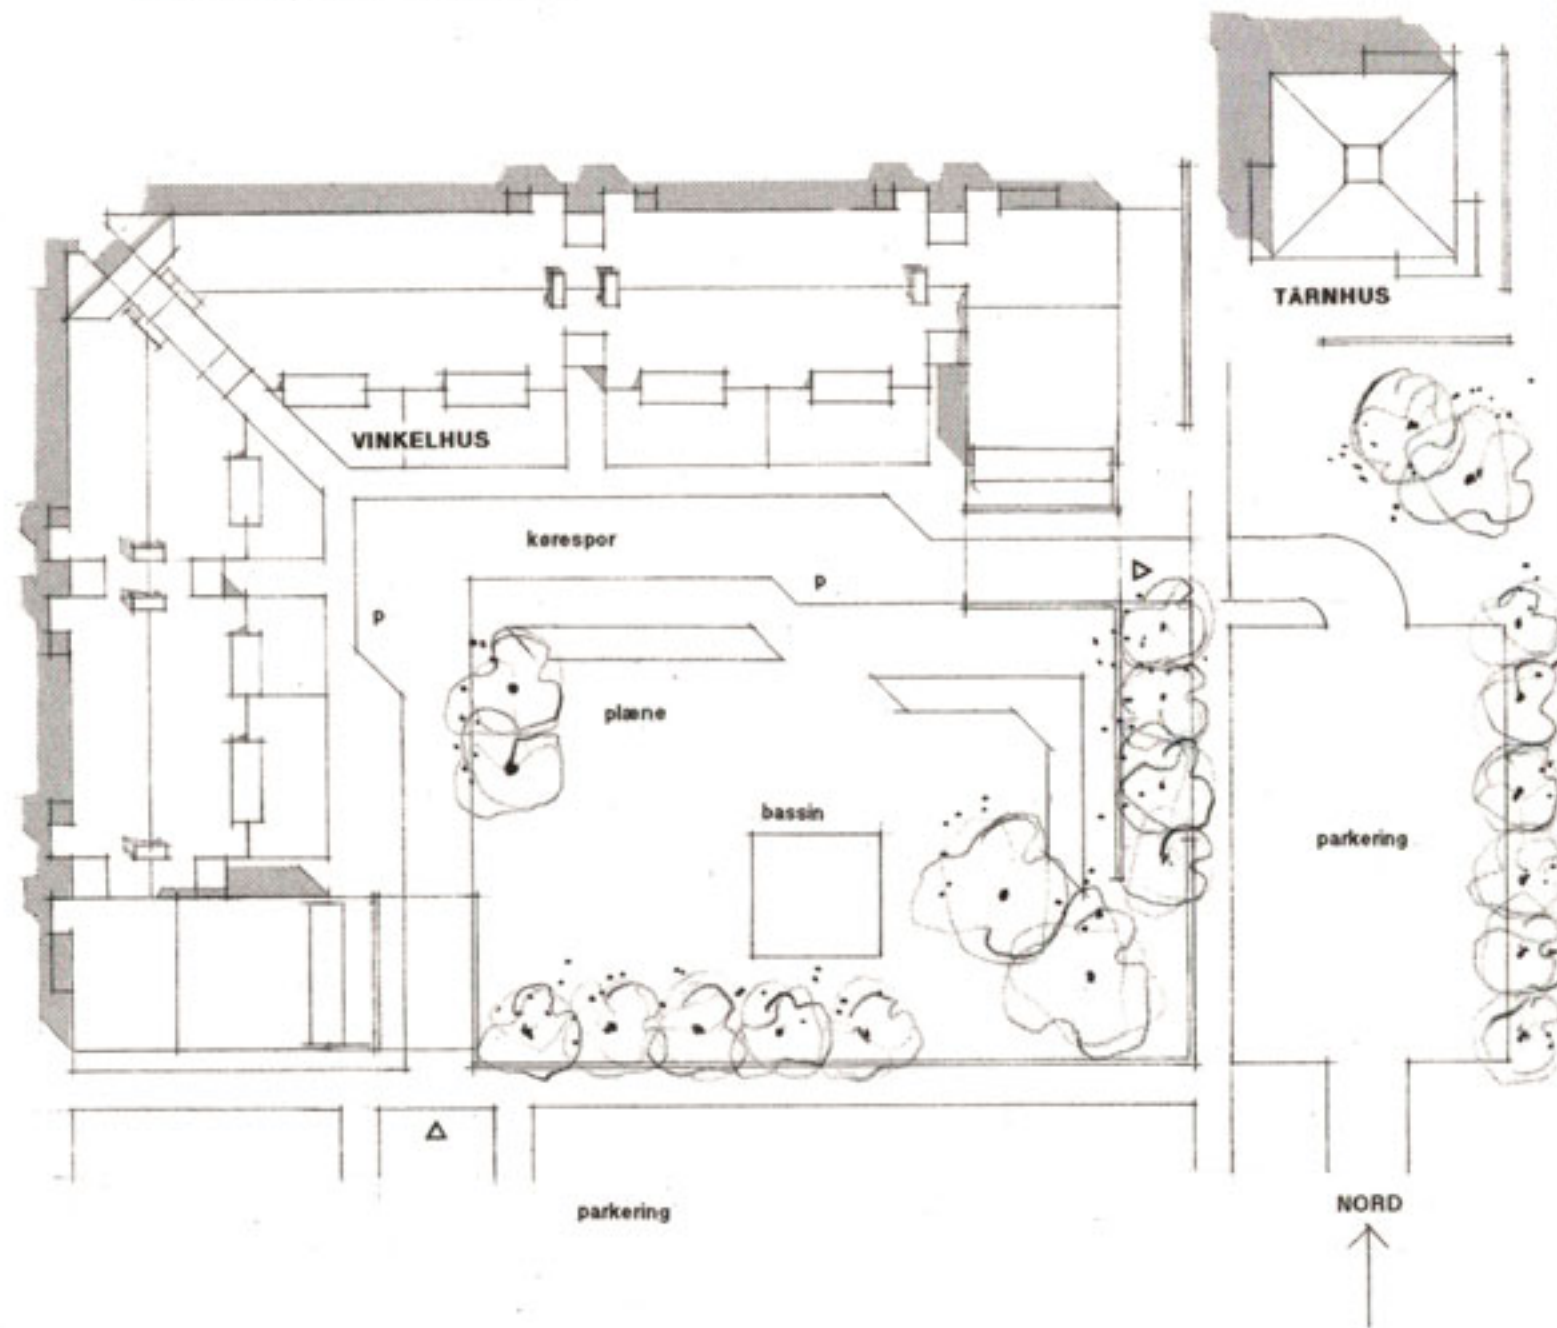 TÅRNHUS
VINKELHUS
kørespor
p
p
plæne
bassin
parkering
parkering
NORD